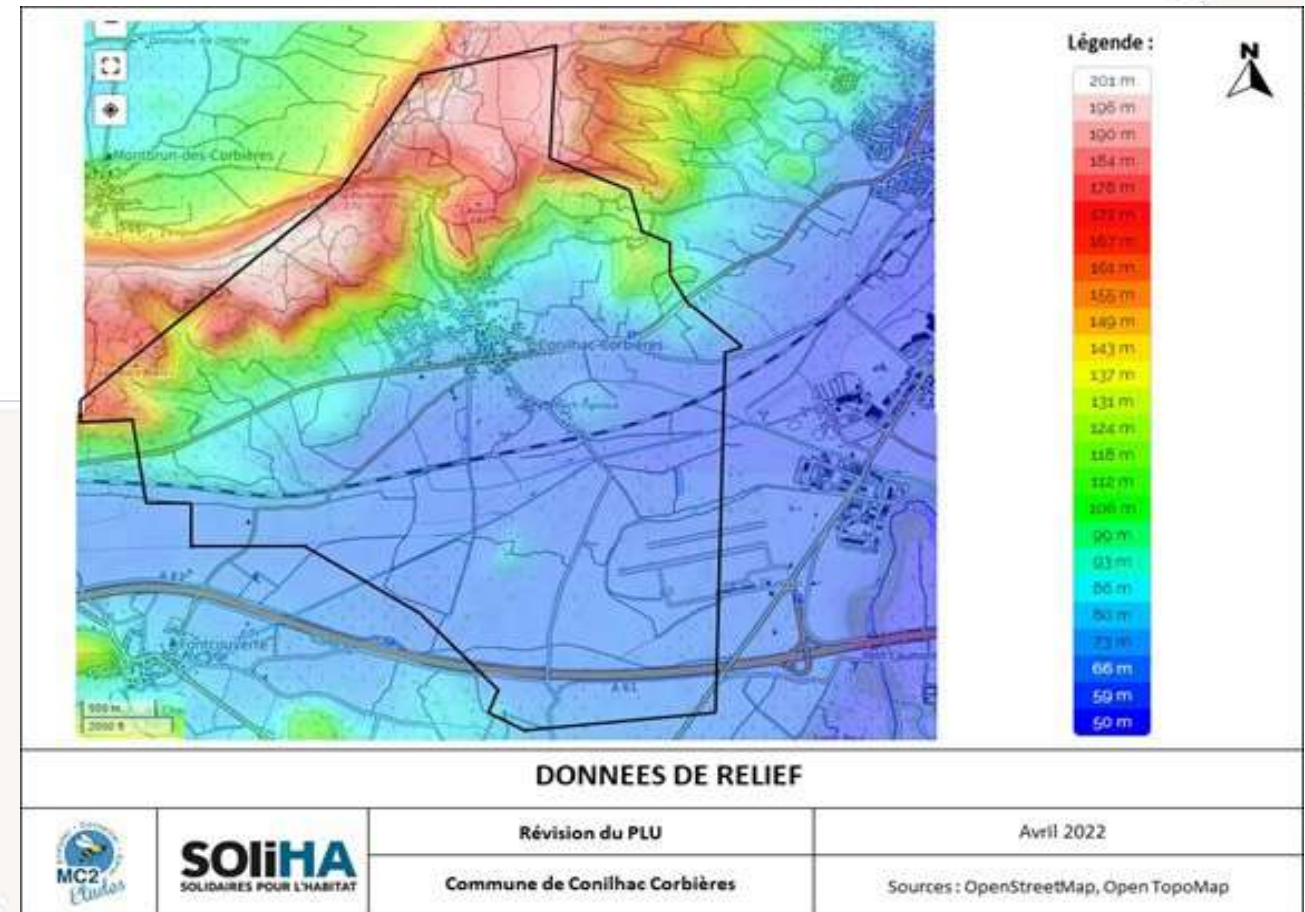 Légende :
N
201 m
196 m
190 m
184 m
178 m
172 m
167 m
161 m
155 m
149 m
143 m
137 m
131 m
124 m
118 m
112 m
106 m
99 m
93 m
86 m
80 m
73 m
66 m
59 m
50 m
Montbrun-des-Corbières
Conilhac-Corbières
Fontcouverte
A 61
A 61
500 m
2000 ft
DONNEES DE RELIEF
MC2
Etudes
SOliHA
SOLIDAIRES POUR L'HABITAT
Révision du PLU
Avril 2022
Commune de Conilhac Corbières
Sources : OpenStreetMap, Open TopoMap